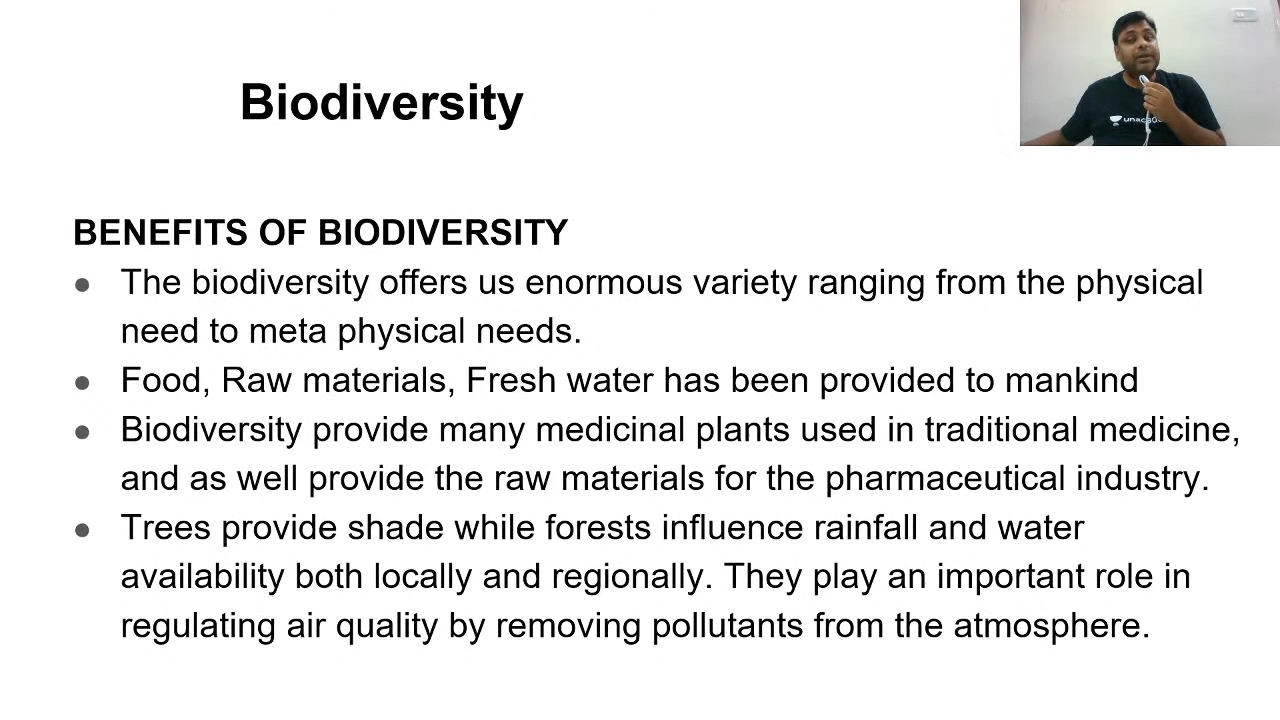 Biodiversity
BENEFITS OF BIODIVERSITY
● The biodiversity offers us enormous variety ranging from the physical
need to meta physical needs.
● Food, Raw materials, Fresh water has been provided to mankind
● Biodiversity provide many medicinal plants used in traditional medicine,
and as well provide the raw materials for the pharmaceutical industry.
● Trees provide shade while forests influence rainfall and water
availability both locally and regionally. They play an important role in
regulating air quality by removing pollutants from the atmosphere.